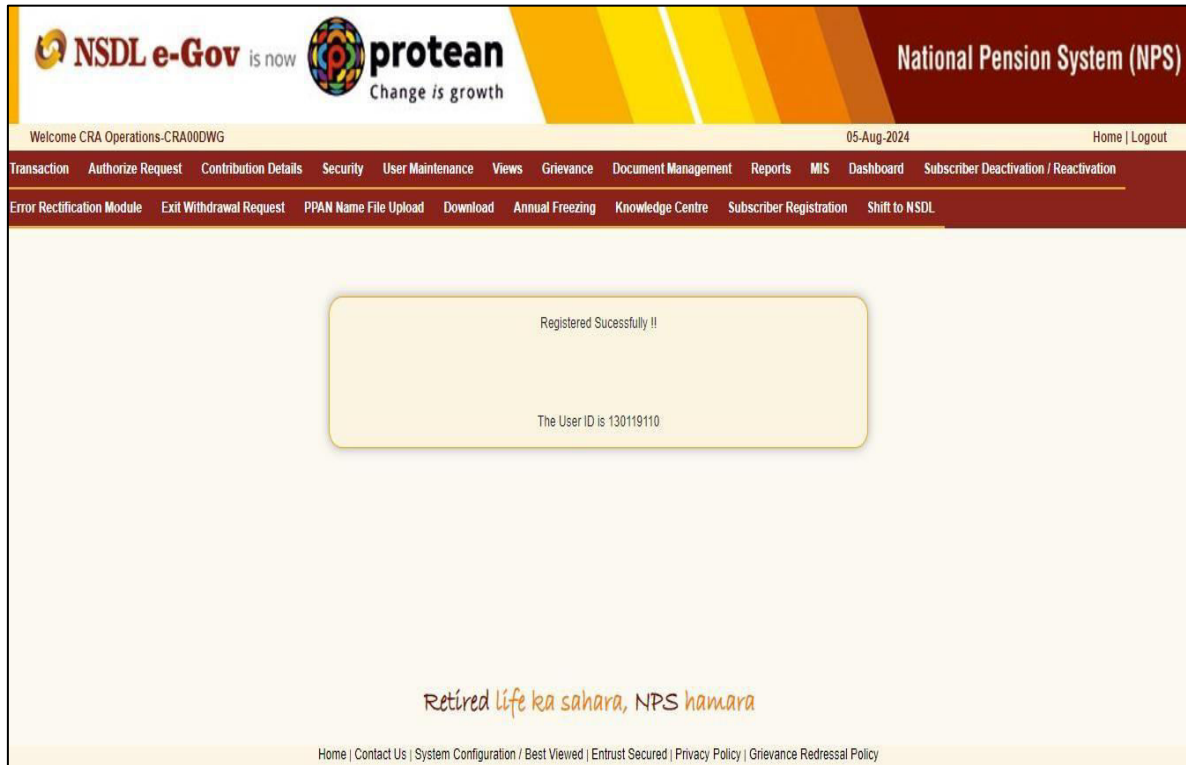 NSDL e-Gov is now protean
Change is growth
National Pension System (NPS)
Welcome CRA Operations-CRA00DWG 05-Aug-2024 Home | Logout
Transaction Authorize Request Contribution Details Security User Maintenance Views Grievance Document Management Reports MIS Dashboard Subscriber Deactivation / Reactivation
Error Rectification Module Exit Withdrawal Request PPAN Name File Upload Download Annual Freezing Knowledge Centre Subscriber Registration Shift to NSDL
Registered Sucessfully !!
The User ID is 130119110
Retired life ka sahara, NPS hamara
Home | Contact Us | System Configuration / Best Viewed | Entrust Secured | Privacy Policy | Grievance Redressal Policy